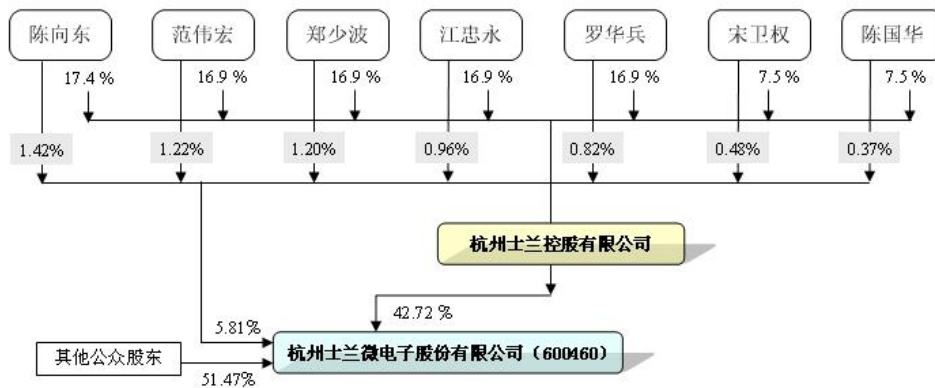 陈向东 范伟宏 郑少波 江忠永 罗华兵 宋卫权 陈国华
17.4 % 16.9 % 16.9 % 16.9 % 16.9 % 7.5 % 7.5 %
1.42% 1.22% 1.20% 0.96% 0.82% 0.48% 0.37%
杭州士兰控股有限公司
42.72 %
5.81%
杭州士兰微电子股份有限公司（600460）
其他公众股东
51.47%